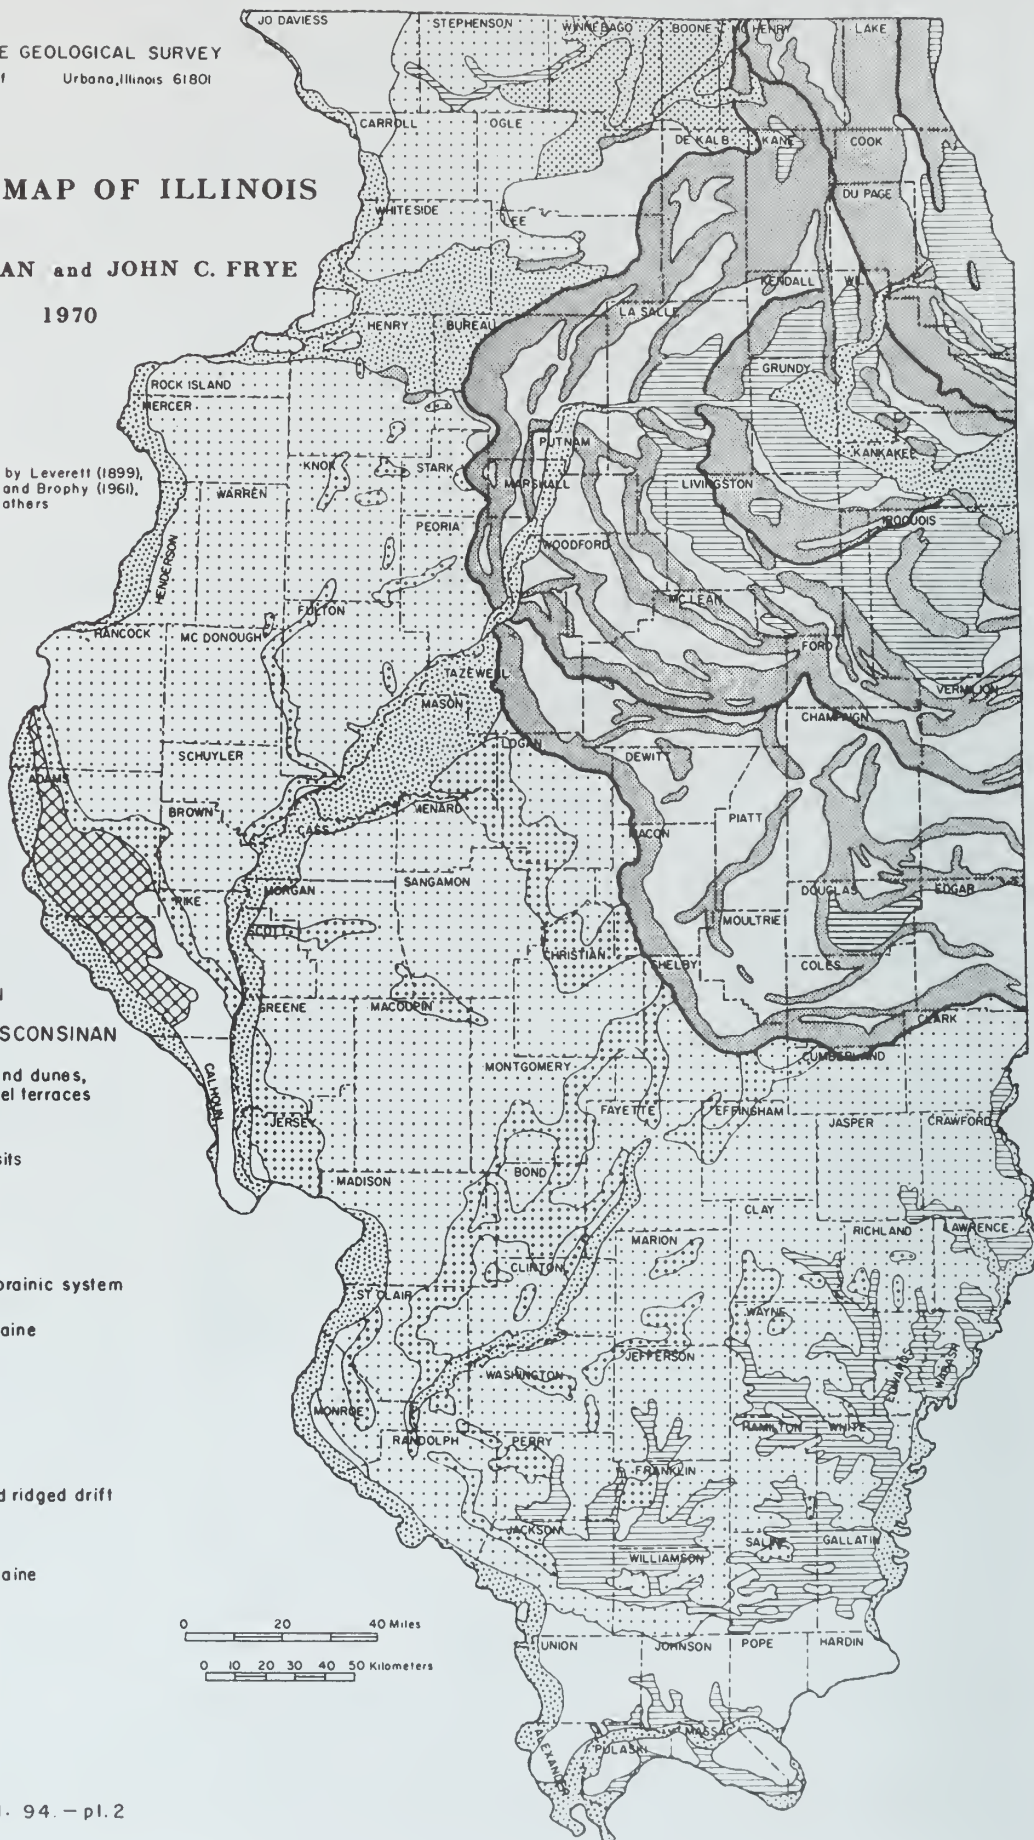 E GEOLOGICAL SURVEY
f Urbana, Illinois 61801
MAP OF ILLINOIS
AN and JOHN C. FRYE
1970
by Leverett (1899),
and Brophy (1961),
athers
SCONSINAN
nd dunes,
el terraces
sits
orainic system
aine
d ridged drift
aine
0 20 40 Miles
0 10 20 30 40 50 Kilometers
l. 94. — pl. 2
JO DAVIESS
STEPHENSON
WINNEBAGO
BOONE
MC HENRY
LAKE
CARROLL
OGLE
DE KALB
KANE
COOK
DU PAGE
WHITESIDE
LEE
KENDALL
WILL
HENRY
BUREAU
LA SALLE
GRUNDY
ROCK ISLAND
MERCER
PUTNAM
KANKAKEE
KNOX
STARK
MARSHALL
LIVINGSTON
WARREN
PEORIA
IROQUOIS
HENDERSON
WOODFORD
FULTON
MC LEAN
HANCOCK
MC DONOUGH
FORD
TAZEWELL
VERMILION
MASON
CHAMPAIGN
LOGAN
SCHUYLER
DEWITT
ADAMS
BROWN
MENARD
CASS
PIATT
MACON
MORGAN
SANGAMON
PIKE
DOUGLAS
EDGAR
SCOTT
MOULTRIE
CHRISTIAN
SHELBY
COLES
GREENE
MACOUPIN
CLARK
CUMBERLAND
MONTGOMERY
CALHOUN
FAYETTE
EFFINGHAM
JERSEY
JASPER
CRAWFORD
BOND
MADISON
CLAY
RICHLAND
LAWRENCE
MARION
CLINTON
ST CLAIR
WAYNE
JEFFERSON
EDWARDS
WABASH
WASHINGTON
MONROE
HAMILTON
WHITE
RANDOLPH
PERRY
FRANKLIN
JACKSON
WILLIAMSON
SALINE
GALLATIN
UNION
JOHNSON
POPE
HARDIN
ALEXANDER
PULASKI
MASSAC